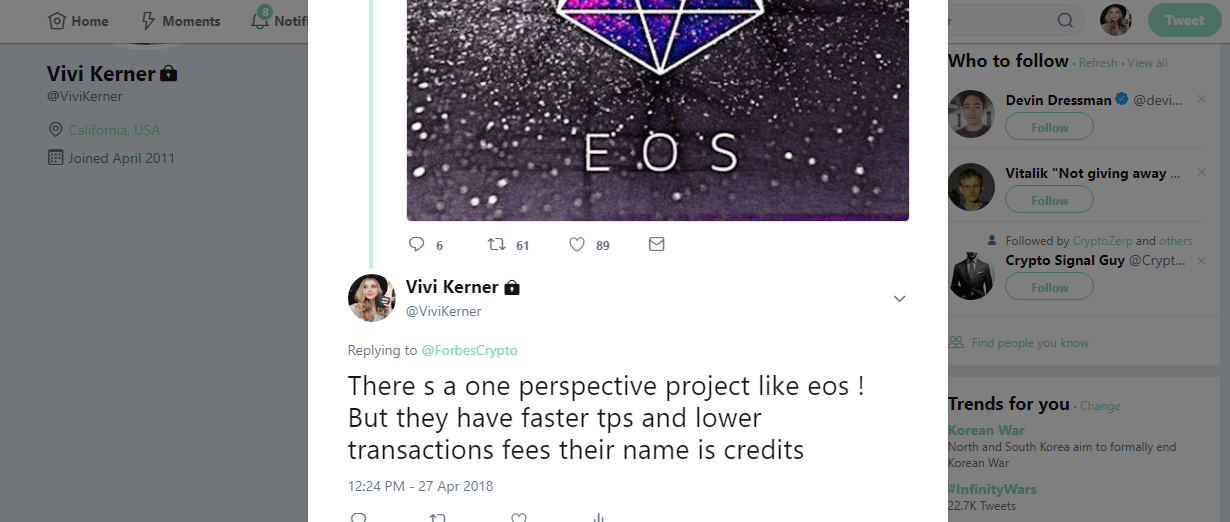 Home
Moments
8
Notifi
Tweet
Vivi Kerner
@ViviKerner
California, USA
Joined April 2011
EOS
6
61
89
Vivi Kerner
@ViviKerner
Replying to @ForbesCrypto
There s a one perspective project like eos !
But they have faster tps and lower
transactions fees their name is credits
12:24 PM - 27 Apr 2018
Who to follow · Refresh · View all
Devin Dressman @devi...
Follow
Vitalik "Not giving away ...
Follow
Followed by CryptoZerp and others
Crypto Signal Guy @Crypt...
Follow
Find people you know
Trends for you · Change
Korean War
North and South Korea aim to formally end
Korean War
#InfinityWars
22.7K Tweets